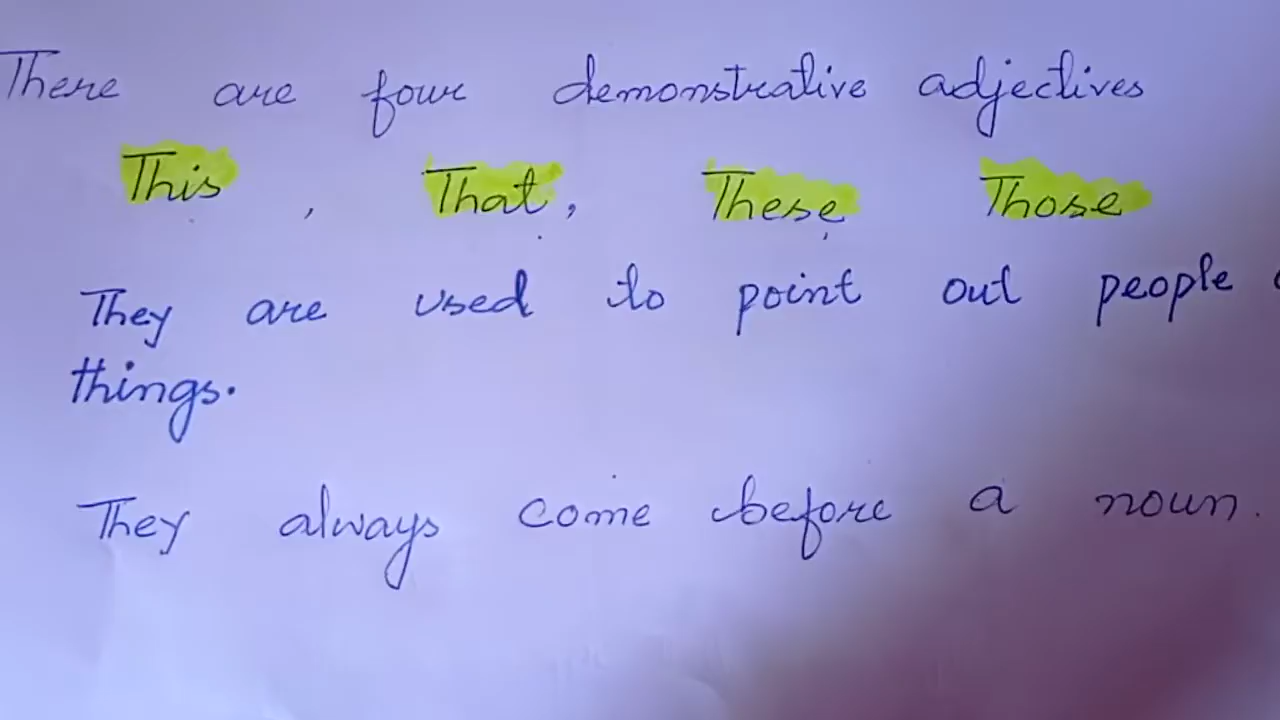 There are four demonstrative adjectives
This , That, These, Those
They are used to point out people
things.
They always come before a noun.